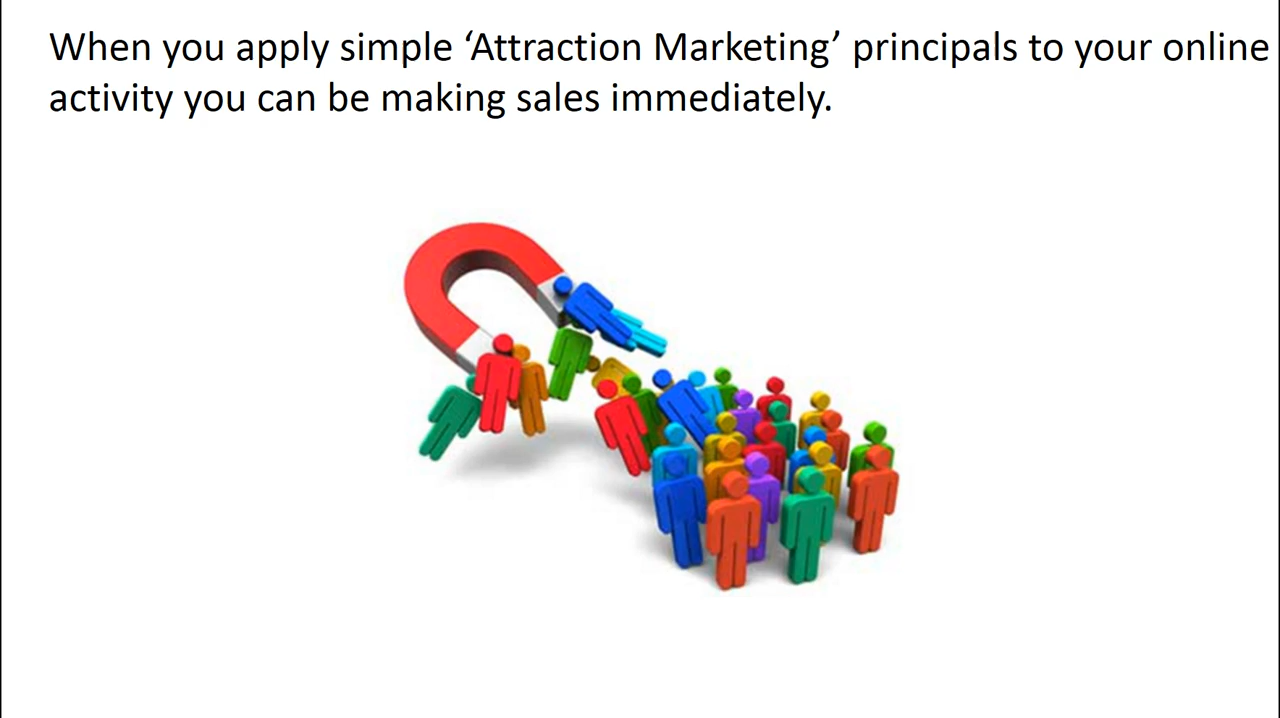 When you apply simple ‘Attraction Marketing’ principals to your online
activity you can be making sales immediately.